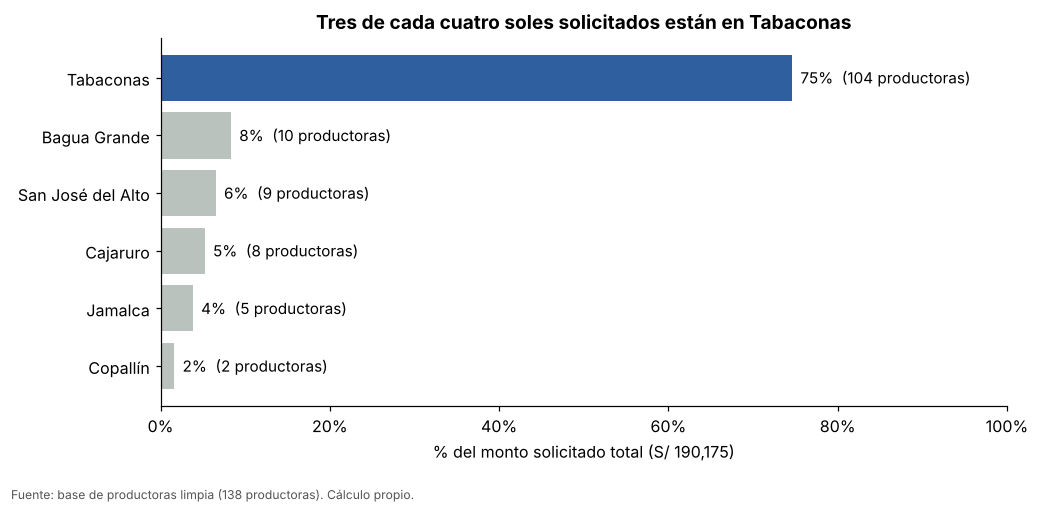 Tres de cada cuatro soles solicitados están en Tabaconas
Tabaconas 75% (104 productoras)
Bagua Grande 8% (10 productoras)
San José del Alto 6% (9 productoras)
Cajaruro 5% (8 productoras)
Jamalca 4% (5 productoras)
Copallín 2% (2 productoras)
0% 20% 40% 60% 80% 100%
% del monto solicitado total (S/ 190,175)
Fuente: base de productoras limpia (138 productoras). Cálculo propio.